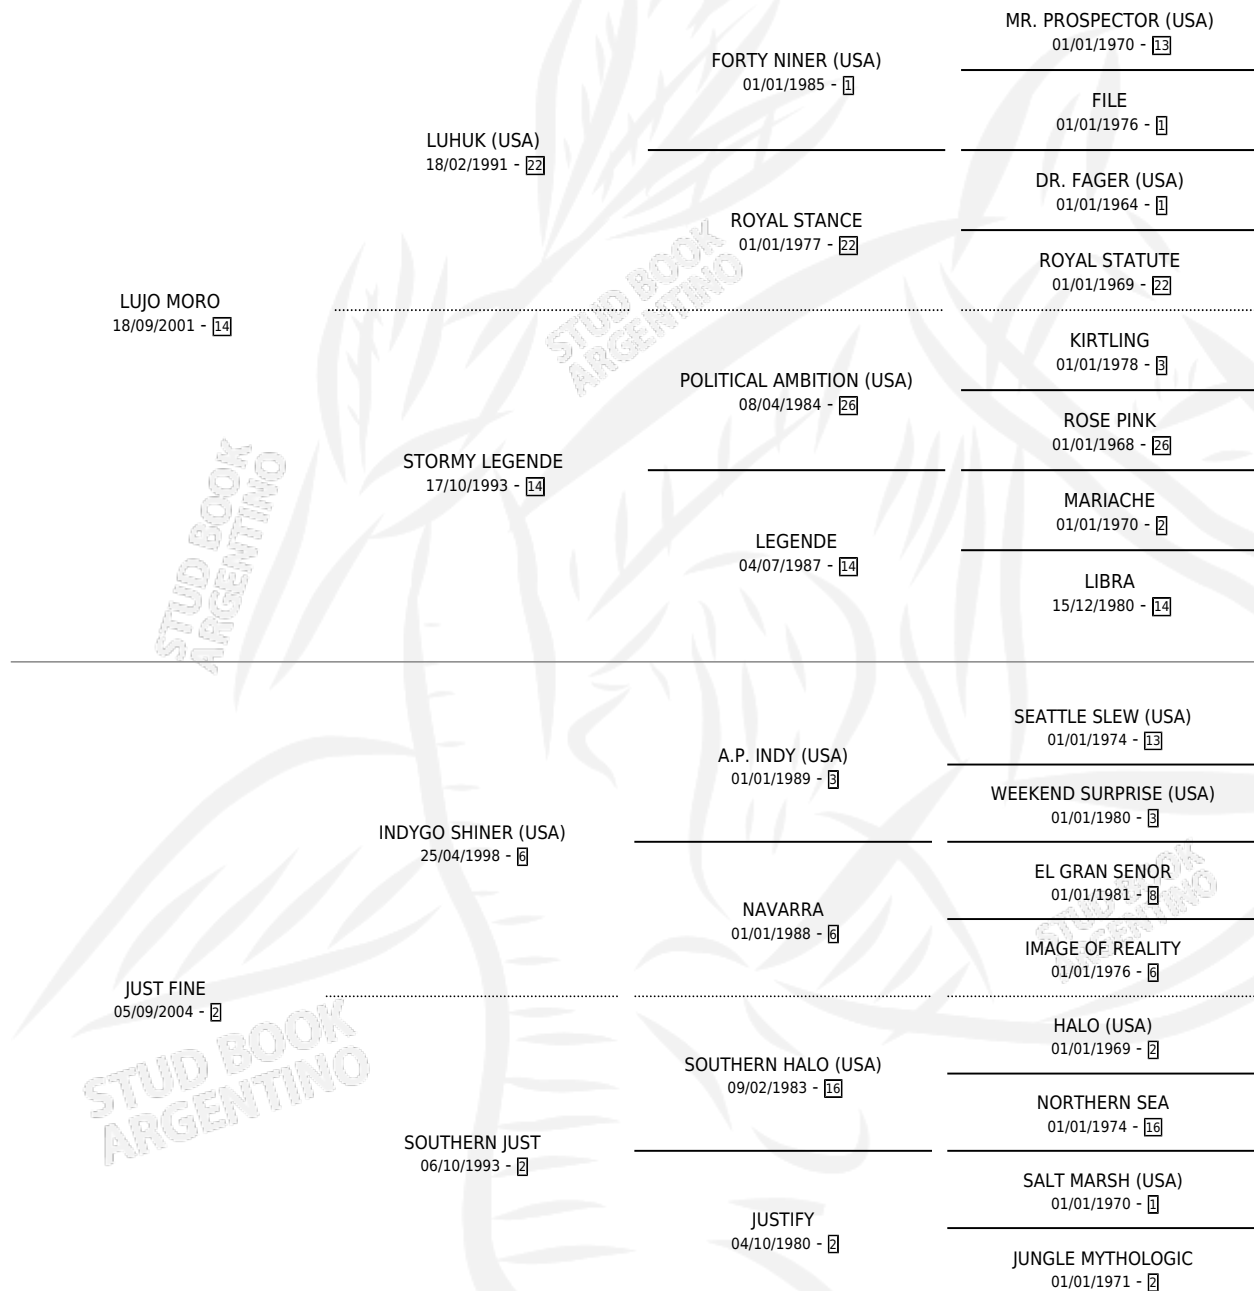 MR. PROSPECTOR (USA)
01/01/1970 - 13
FORTY NINER (USA)
01/01/1985 - 1
FILE
01/01/1976 - 1
LUHUK (USA)
18/02/1991 - 22
DR. FAGER (USA)
01/01/1964 - 1
ROYAL STANCE
01/01/1977 - 22
ROYAL STATUTE
01/01/1969 - 22
LUJO MORO
18/09/2001 - 14
KIRTLING
01/01/1978 - 3
POLITICAL AMBITION (USA)
08/04/1984 - 26
ROSE PINK
01/01/1968 - 26
STORMY LEGENDE
17/10/1993 - 14
MARIACHE
01/01/1970 - 2
LEGENDE
04/07/1987 - 14
LIBRA
15/12/1980 - 14
STUD BOOK
ARGENTINO
STUD BOOK
ARGENTINO
SEATTLE SLEW (USA)
01/01/1974 - 13
A.P. INDY (USA)
01/01/1989 - 3
WEEKEND SURPRISE (USA)
01/01/1980 - 3
INDYGO SHINER (USA)
25/04/1998 - 6
EL GRAN SENOR
01/01/1981 - 8
NAVARRA
01/01/1988 - 6
IMAGE OF REALITY
01/01/1976 - 6
STUD BOOK
ARGENTINO
JUST FINE
05/09/2004 - 2
HALO (USA)
01/01/1969 - 2
SOUTHERN HALO (USA)
09/02/1983 - 16
NORTHERN SEA
01/01/1974 - 16
STUD BOOK
ARGENTINO
SOUTHERN JUST
06/10/1993 - 2
SALT MARSH (USA)
01/01/1970 - 1
JUSTIFY
04/10/1980 - 2
JUNGLE MYTHOLOGIC
01/01/1971 - 2